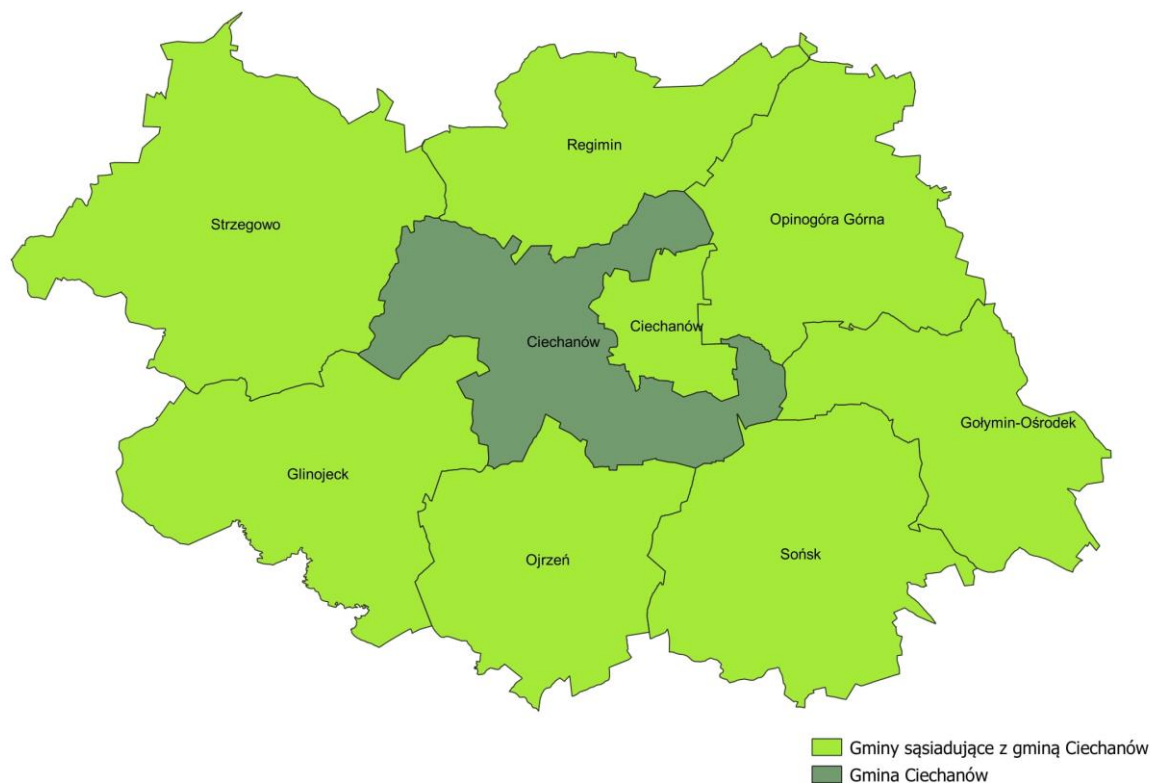 Regimin
Strzegowo
Opinogóra Górna
Ciechanów
Ciechanów
Gołymin-Ośrodek
Glinojeck
Ojrzeń
Sońsk
Gminy sąsiadujące z gminą Ciechanów
Gmina Ciechanów